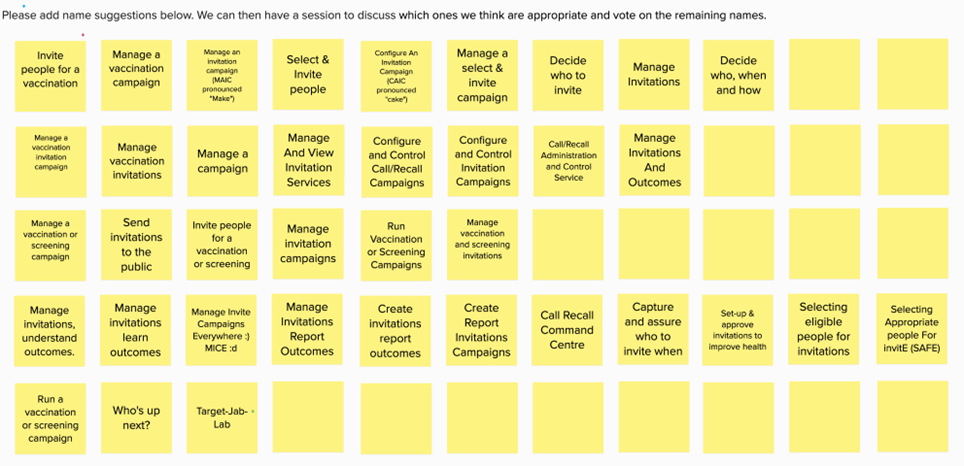 Please add name suggestions below. We can then have a session to discuss which ones we think are appropriate and vote on the remaining names.
Invite
people for a
vaccination
Manage a
vaccination
campaign
Manage an
invitation
campaign
(MAIC
pronounced
"Make")
Select &
Invite
people
Configure An
Invitation
Campaign
(CAIC
pronounced
"cake")
Manage a
select &
invite
campaign
Decide
who to
invite
Manage
Invitations
Decide
who, when
and how
Manage a
vaccination
invitation
campaign
Manage
vaccination
invitations
Manage a
campaign
Manage
And View
Invitation
Services
Configure
and Control
Call/Recall
Campaigns
Configure
and Control
Invitation
Campaigns
Call/Recall
Administration
and Control
Service
Manage
Invitations
And
Outcomes
Manage a
vaccination or
screening
campaign
Send
invitations
to the
public
Invite people
for a
vaccination
or screening
Manage
invitation
campaigns
Run
Vaccination
or Screening
Campaigns
Manage
vaccination
and screening
invitations
Manage
invitations,
understand
outcomes.
Manage
invitations
learn
outcomes
Manage Invite
Campaigns
Everywhere :)
MICE :d
Manage
Invitations
Report
Outcomes
Create
invitations
report
outcomes
Create
Report
Invitations
Campaigns
Call Recall
Command
Centre
Capture
and assure
who to
invite when
Set-up &
approve
invitations to
improve health
Selecting
eligible
people for
invitations
Selecting
Appropriate
people For
invitE (SAFE)
Run a
vaccination
or screening
campaign
Who's up
next?
Target-Jab-
Lab